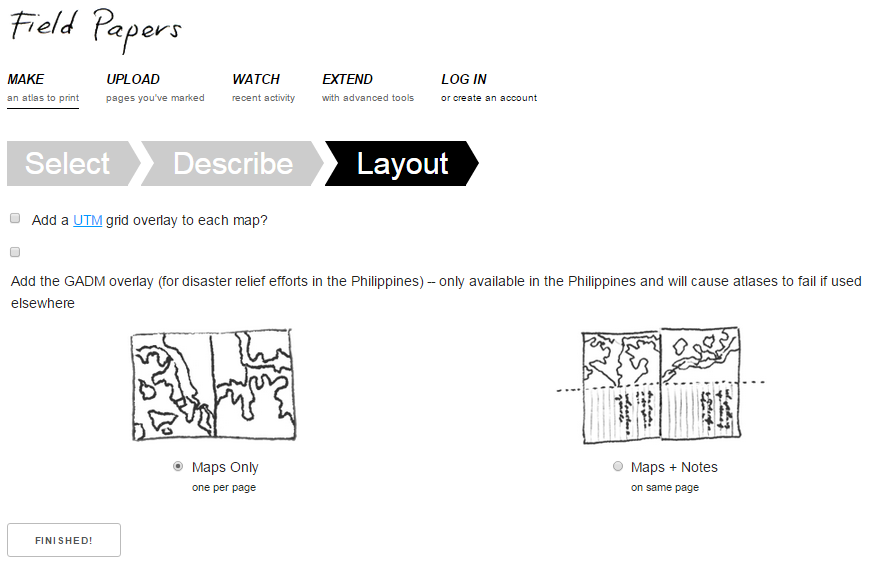 Field Papers
MAKE
an atlas to print
UPLOAD
pages you've marked
WATCH
recent activity
EXTEND
with advanced tools
LOG IN
or create an account
Select
Describe
Layout
Add a UTM grid overlay to each map?
Add the GADM overlay (for disaster relief efforts in the Philippines) -- only available in the Philippines and will cause atlases to fail if used
elsewhere
Maps Only
one per page
Maps + Notes
on same page
FINISHED!